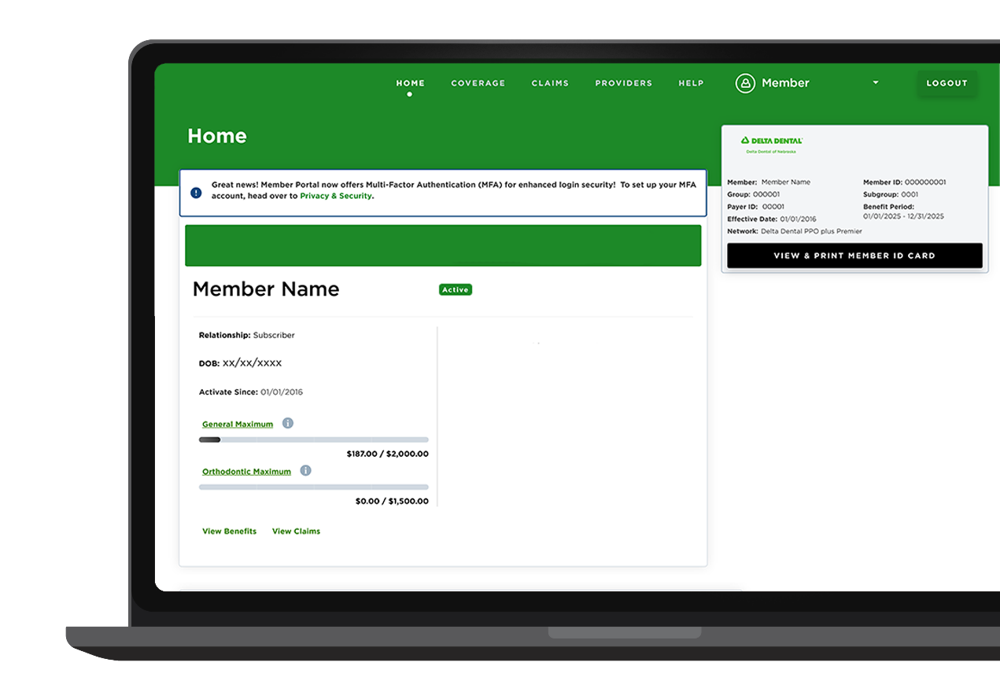 HOME COVERAGE CLAIMS PROVIDERS HELP Member LOGOUT
Home
Great news! Member Portal now offers Multi-Factor Authentication (MFA) for enhanced login security! To set up your MFA
account, head over to Privacy & Security.
Member Name Active
Relationship: Subscriber
DOB: xx/xx/xxxx
Activate Since: 01/01/2016
General Maximum
$187.00 / $2,000.00
Orthodontic Maximum
$0.00 / $1,500.00
View Benefits View Claims
DELTA DENTAL
Delta Dental of Nebraska
Member: Member Name
Group: 000001
Payer ID: 00001
Effective Date: 01/01/2016
Member ID: 000000001
Subgroup: 0001
Benefit Period:
01/01/2025 - 12/31/2025
Network: Delta Dental PPO plus Premier
VIEW & PRINT MEMBER ID CARD